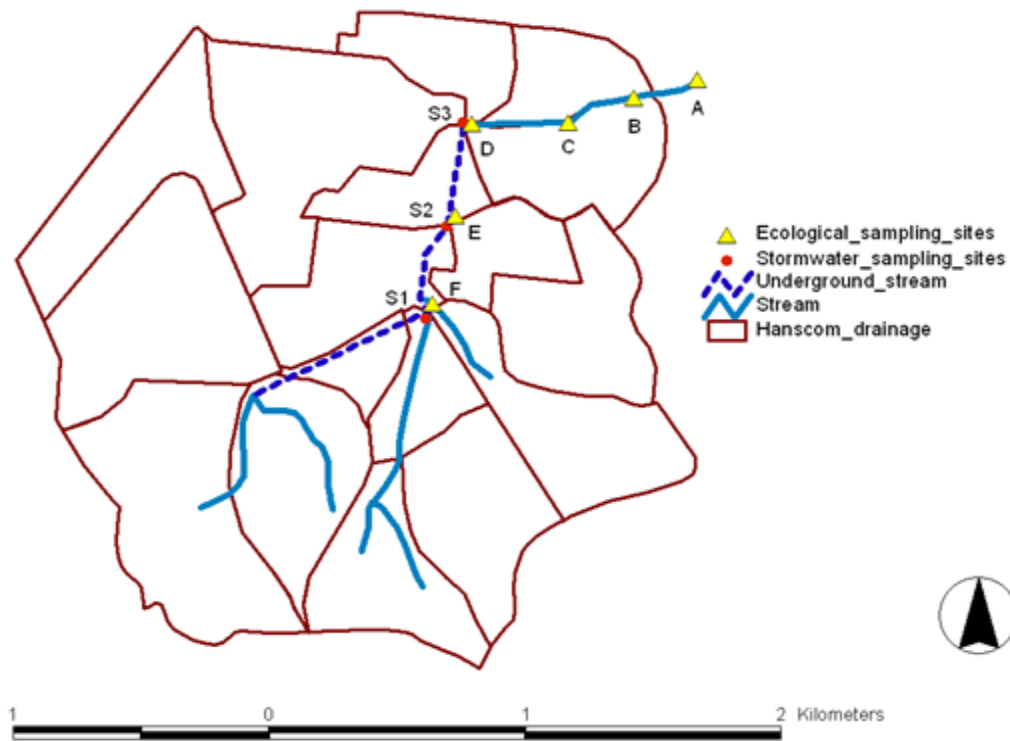 S3
A
B
D
C
S2
E
F
S1
Ecological_sampling_sites
Stormwater_sampling_sites
Underground_stream
Stream
Hanscom_drainage
1 0 1 2 Kilometers